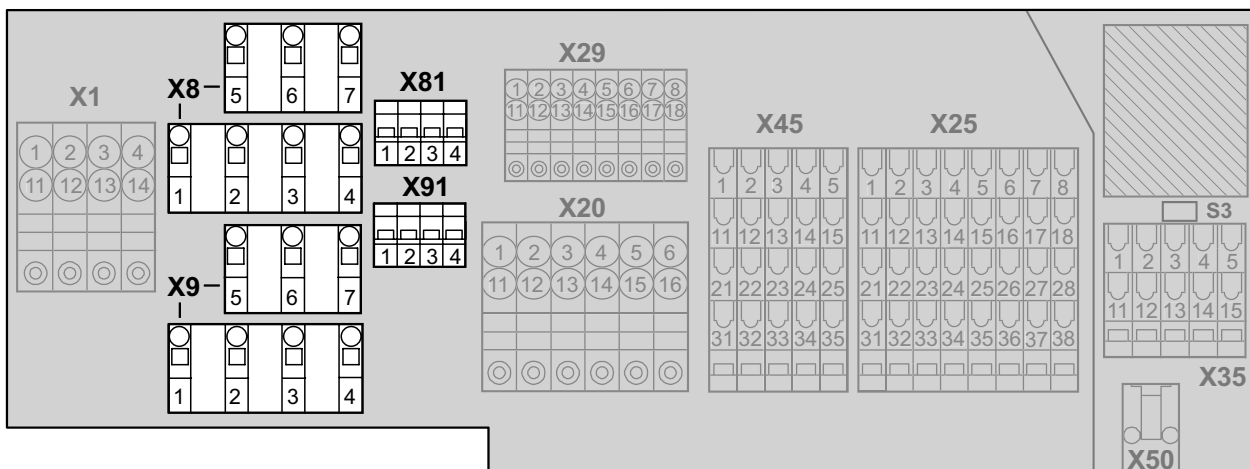 X1
1 2 3 4
11 12 13 14
X8
5 6 7
1 2 3 4
X9
5 6 7
1 2 3 4
X81
1 2 3 4
X91
1 2 3 4
X29
1 2 3 4 5 6 7 8
11 12 13 14 15 16 17 18
X20
1 2 3 4 5 6
11 12 13 14 15 16
X45
1 2 3 4 5
11 12 13 14 15
21 22 23 24 25
31 32 33 34 35
X25
1 2 3 4 5 6 7 8
11 12 13 14 15 16 17 18
21 22 23 24 25 26 27 28
31 32 33 34 35 36 37 38
S3
1 2 3 4 5
11 12 13 14 15
X35
X50